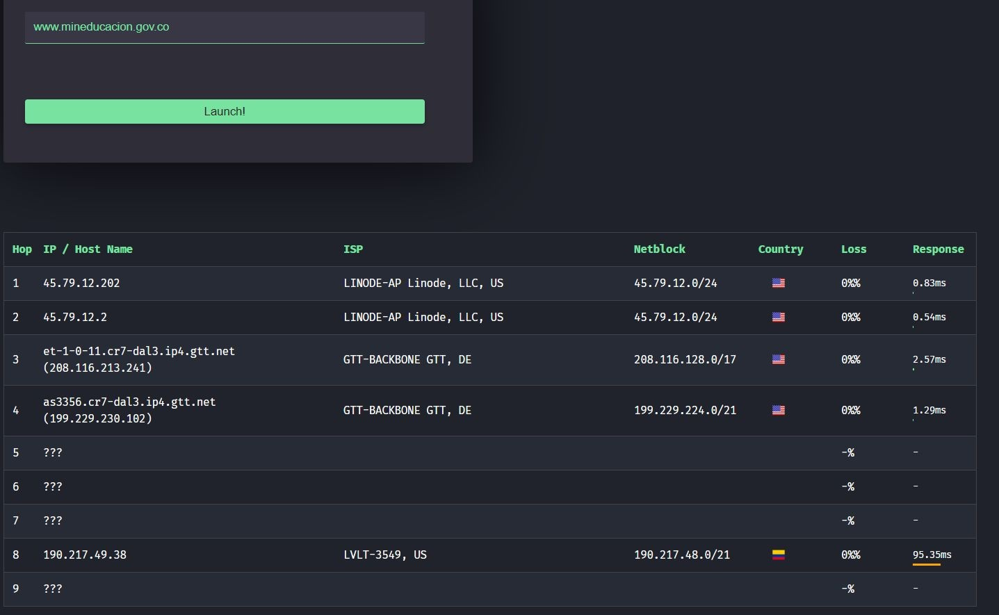 www.mineducacion.gov.co
Launch!
Hop IP / Host Name ISP Netblock Country Loss Response
1 45.79.12.202 LINODE-AP Linode, LLC, US 45.79.12.0/24 0%% 0.83ms
2 45.79.12.2 LINODE-AP Linode, LLC, US 45.79.12.0/24 0%% 0.54ms
3 et-1-0-11.cr7-dal3.ip4.gtt.net
(208.116.213.241) GTT-BACKBONE GTT, DE 208.116.128.0/17 0%% 2.57ms
4 as3356.cr7-dal3.ip4.gtt.net
(199.229.230.102) GTT-BACKBONE GTT, DE 199.229.224.0/21 0%% 1.29ms
5 ??? -% -
6 ??? -% -
7 ??? -% -
8 190.217.49.38 LVLT-3549, US 190.217.48.0/21 0%% 95.35ms
9 ??? -% -